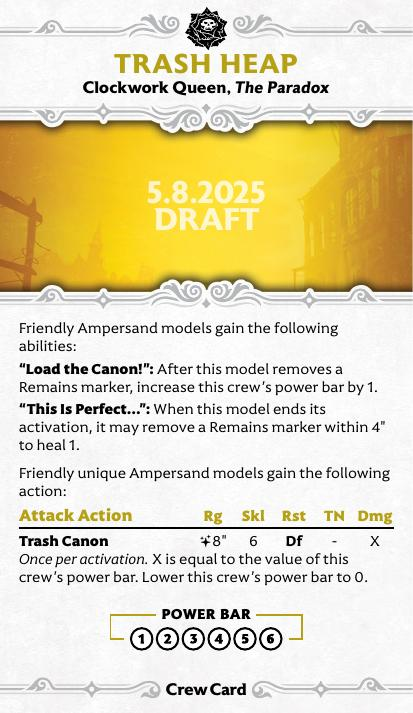 TRASH HEAP
Clockwork Queen, The Paradox
5.8.2025
DRAFT
Friendly Ampersand models gain the following
abilities:
“Load the Canon!”: After this model removes a
Remains marker, increase this crew’s power bar by 1.
“This Is Perfect...”: When this model ends its
activation, it may remove a Remains marker within 4"
to heal 1.
Friendly unique Ampersand models gain the following
action:
Attack Action Rg Skl Rst TN Dmg
Trash Canon 8" 6 Df - X
Once per activation. X is equal to the value of this
crew’s power bar. Lower this crew’s power bar to 0.
POWER BAR
1 2 3 4 5 6
Crew Card